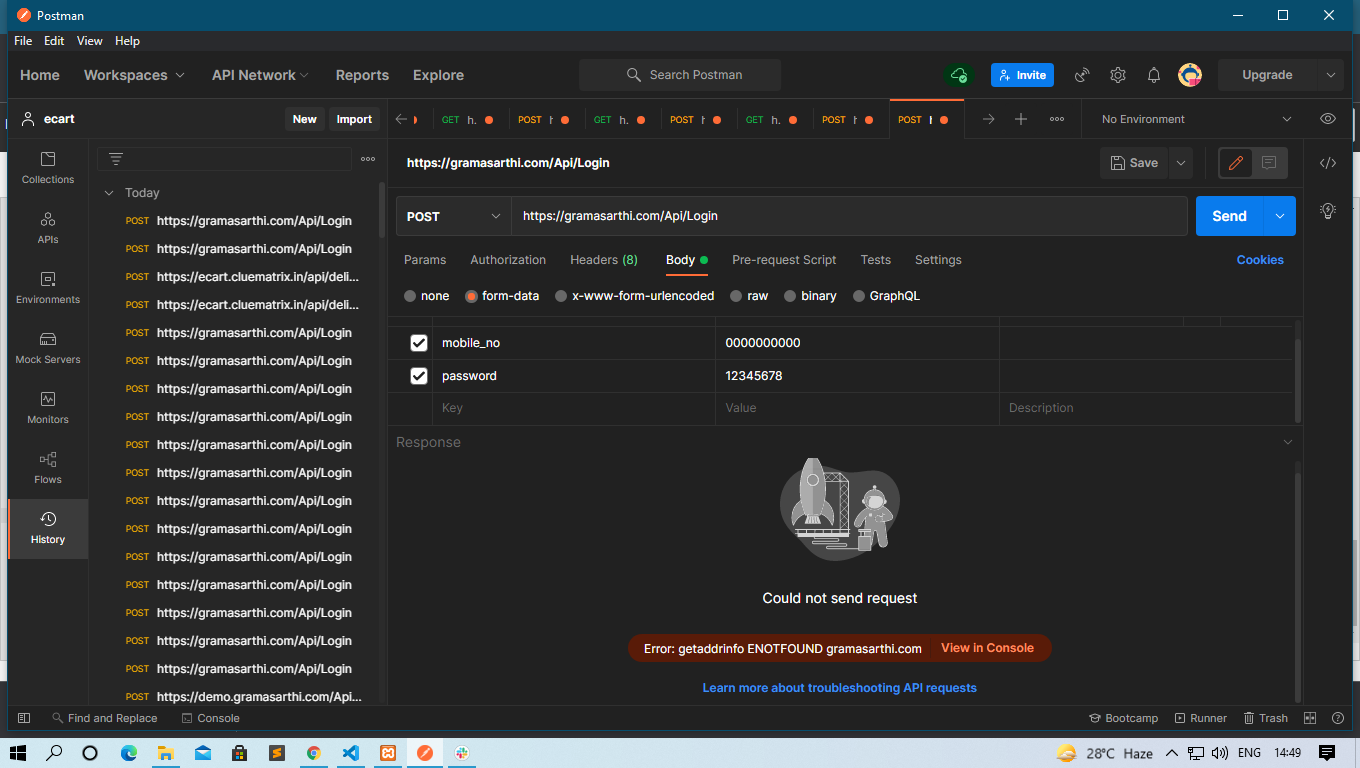 Postman
File Edit View Help
Home Workspaces API Network Reports Explore Search Postman Invite Upgrade
ecart New Import GET h. POST h GET h. POST h GET h. POST h POST No Environment
https://gramasarthi.com/Api/Login Save
Collections
APIs
Environments
Mock Servers
Monitors
Flows
History
Today
POST https://gramasarthi.com/Api/Login
POST https://gramasarthi.com/Api/Login
POST https://ecart.cluematrix.in/api/deli...
POST https://ecart.cluematrix.in/api/deli...
POST https://gramasarthi.com/Api/Login
POST https://gramasarthi.com/Api/Login
POST https://gramasarthi.com/Api/Login
POST https://gramasarthi.com/Api/Login
POST https://gramasarthi.com/Api/Login
POST https://gramasarthi.com/Api/Login
POST https://gramasarthi.com/Api/Login
POST https://gramasarthi.com/Api/Login
POST https://gramasarthi.com/Api/Login
POST https://gramasarthi.com/Api/Login
POST https://gramasarthi.com/Api/Login
POST https://gramasarthi.com/Api/Login
POST https://gramasarthi.com/Api/Login
POST https://demo.gramasarthi.com/Api...
POST https://gramasarthi.com/Api/Login Send
Params Authorization Headers (8) Body Pre-request Script Tests Settings Cookies
none form-data x-www-form-urlencoded raw binary GraphQL
mobile_no 0000000000
password 12345678
Key Value Description
Response
Could not send request
Error: getaddrinfo ENOTFOUND gramasarthi.com View in Console
Learn more about troubleshooting API requests
Find and Replace Console Bootcamp Runner Trash
28°C Haze ENG 14:49